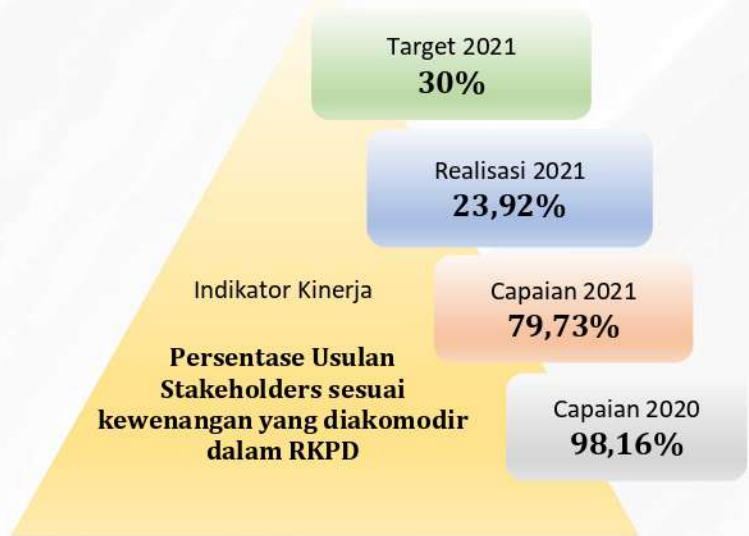 Target 2021
30%
Realisasi 2021
23,92%
Indikator Kinerja
Persentase Usulan
Stakeholders sesuai
kewenangan yang diakomodir
dalam RKPD
Capaian 2021
79,73%
Capaian 2020
98,16%